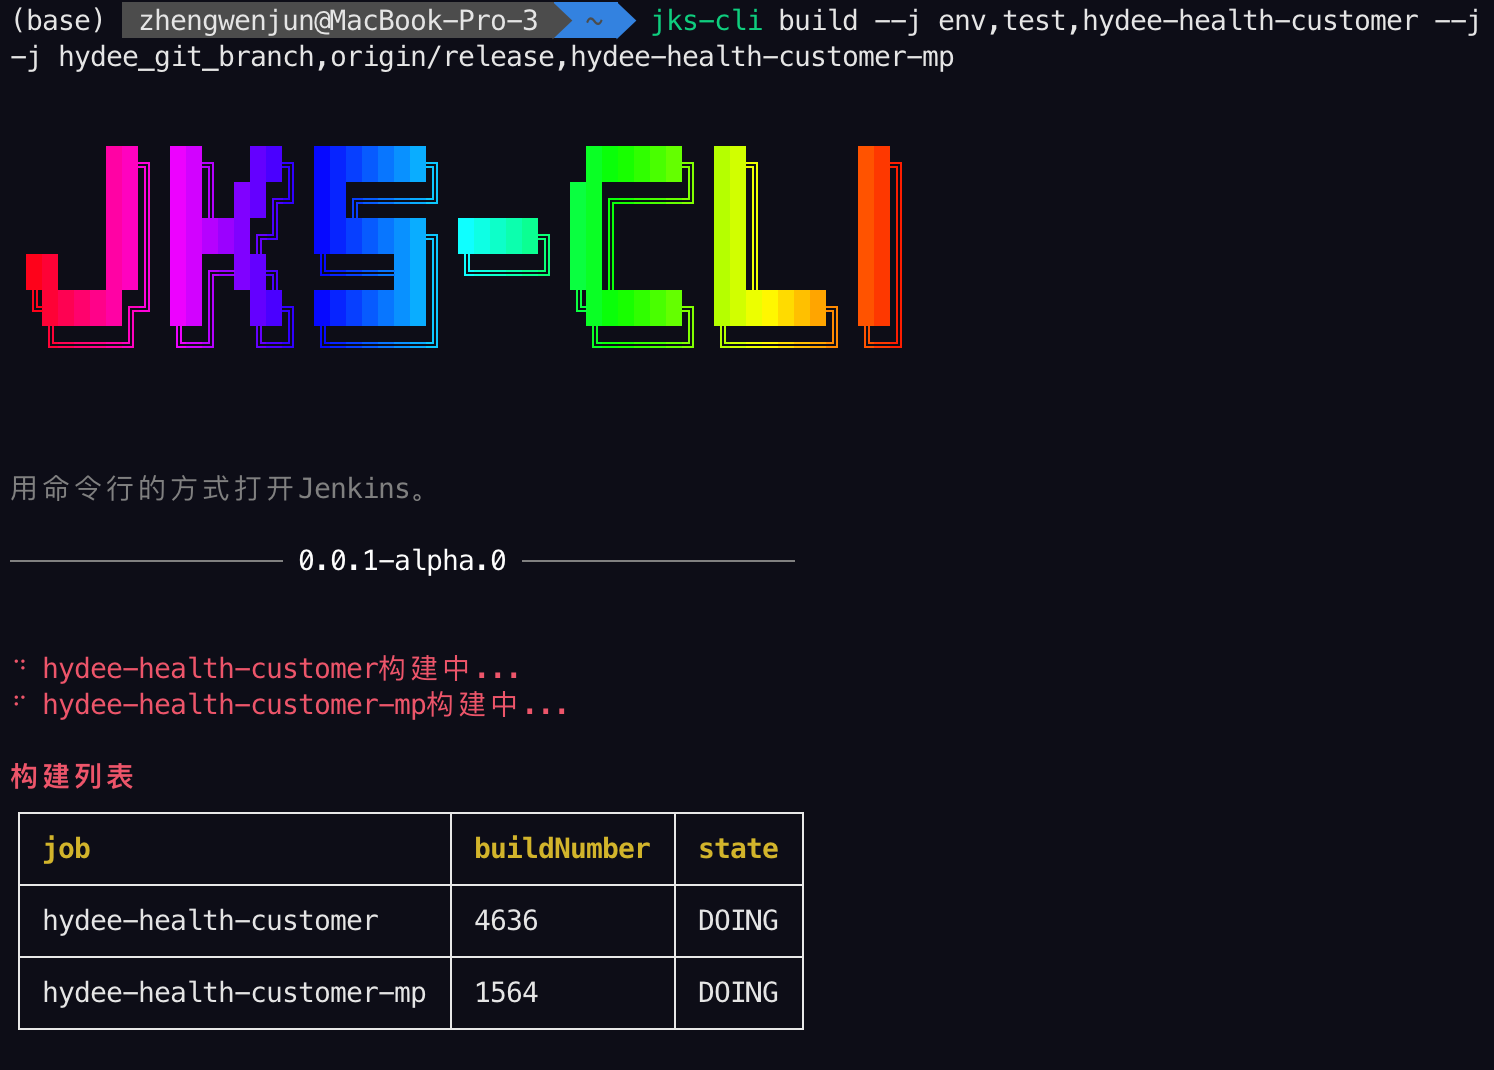 (base) zhengwenjun@MacBook-Pro-3 ~ jks-cli build --j env,test,hydee-health-customer --j
-j hydee_git_branch,origin/release,hydee-health-customer-mp
JKS-CLI
用命令行的方式打开Jenkins。
0.0.1-alpha.0
hydee-health-customer构建中...
hydee-health-customer-mp构建中...
构建列表
job buildNumber state
hydee-health-customer 4636 DOING
hydee-health-customer-mp 1564 DOING